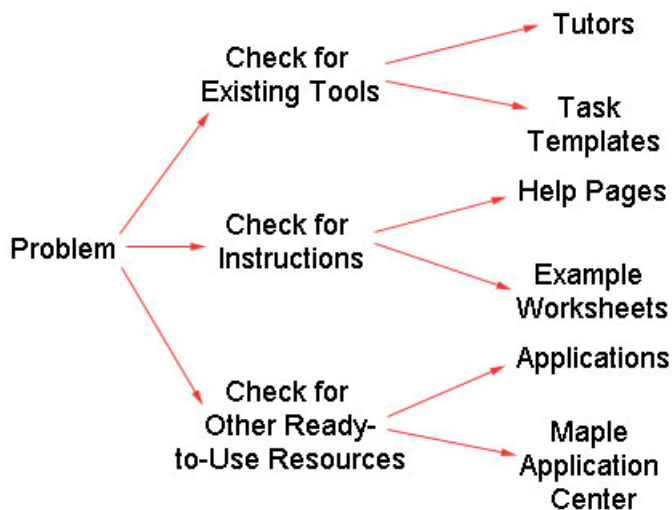 Problem
Check for
Existing Tools
Tutors
Task
Templates
Check for
Instructions
Help Pages
Example
Worksheets
Check for
Other Ready-
to-Use Resources
Applications
Maple
Application
Center